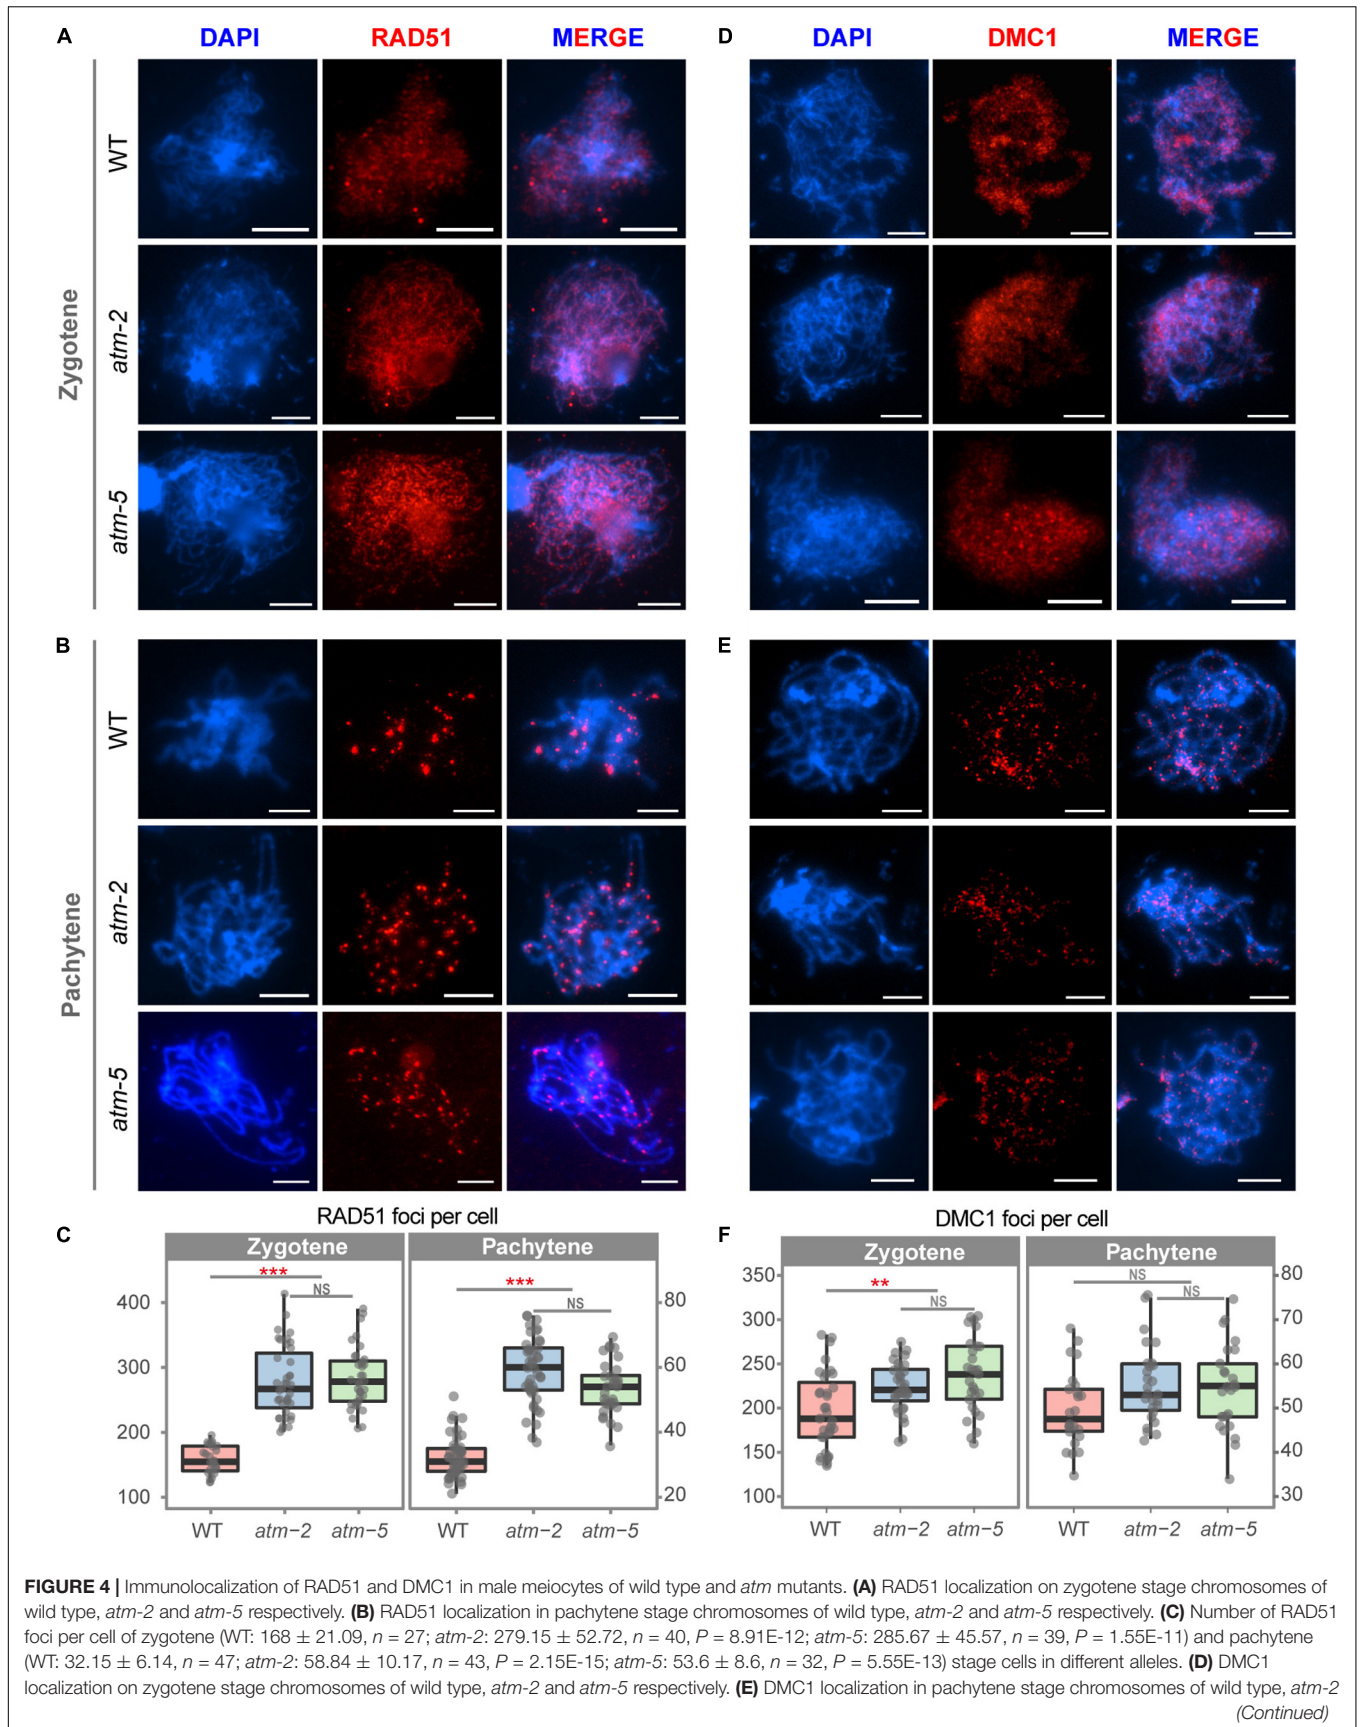 A
DAPI
RAD51
MERGE
D
DAPI
DMC1
MERGE
Zygotene
WT
atm-2
atm-5
B
E
Pachytene
WT
atm-2
atm-5
C
RAD51 foci per cell
Zygotene
Pachytene
***
NS
***
NS
400
300
200
100
80
60
40
20
WT
atm-2
atm-5
WT
atm-2
atm-5
F
DMC1 foci per cell
Zygotene
Pachytene
**
NS
NS
NS
350
300
250
200
150
100
80
70
60
50
40
30
WT
atm-2
atm-5
WT
atm-2
atm-5
FIGURE 4 | Immunolocalization of RAD51 and DMC1 in male meiocytes of wild type and atm mutants. (A) RAD51 localization on zygotene stage chromosomes of
wild type, atm-2 and atm-5 respectively. (B) RAD51 localization in pachytene stage chromosomes of wild type, atm-2 and atm-5 respectively. (C) Number of RAD51
foci per cell of zygotene (WT: 168 ± 21.09, n = 27; atm-2: 279.15 ± 52.72, n = 40, P = 8.91E-12; atm-5: 285.67 ± 45.57, n = 39, P = 1.55E-11) and pachytene
(WT: 32.15 ± 6.14, n = 47; atm-2: 58.84 ± 10.17, n = 43, P = 2.15E-15; atm-5: 53.6 ± 8.6, n = 32, P = 5.55E-13) stage cells in different alleles. (D) DMC1
localization on zygotene stage chromosomes of wild type, atm-2 and atm-5 respectively. (E) DMC1 localization in pachytene stage chromosomes of wild type, atm-2
(Continued)